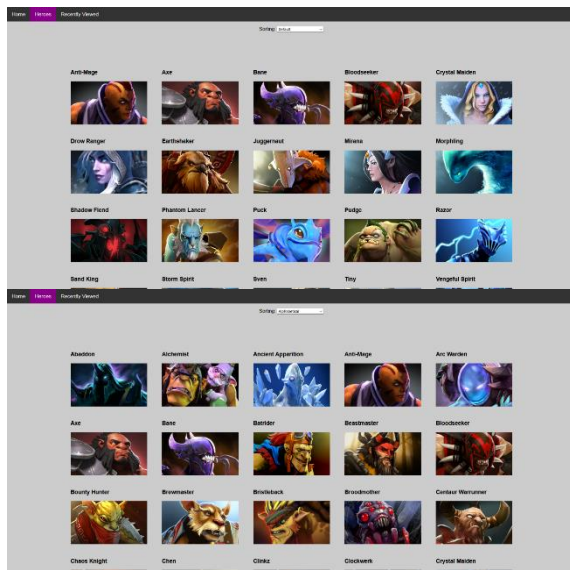 Home Heroes Recently Viewed
Sorting: Default
Anti-Mage Axe Bane Bloodseeker Crystal Maiden
Drow Ranger Earthshaker Juggernaut Mirana Morphling
Shadow Fiend Phantom Lancer Puck Pudge Razor
Sand King Storm Spirit Sven Tiny Vengeful Spirit
Home Heroes Recently Viewed
Sorting: Alphabetical
Abaddon Alchemist Ancient Apparition Anti-Mage Arc Warden
Axe Bane Batrider Beastmaster Bloodseeker
Bounty Hunter Brewmaster Bristleback Broodmother Centaur Warrunner
Chaos Knight Chen Clinkz Clockwerk Crystal Maiden